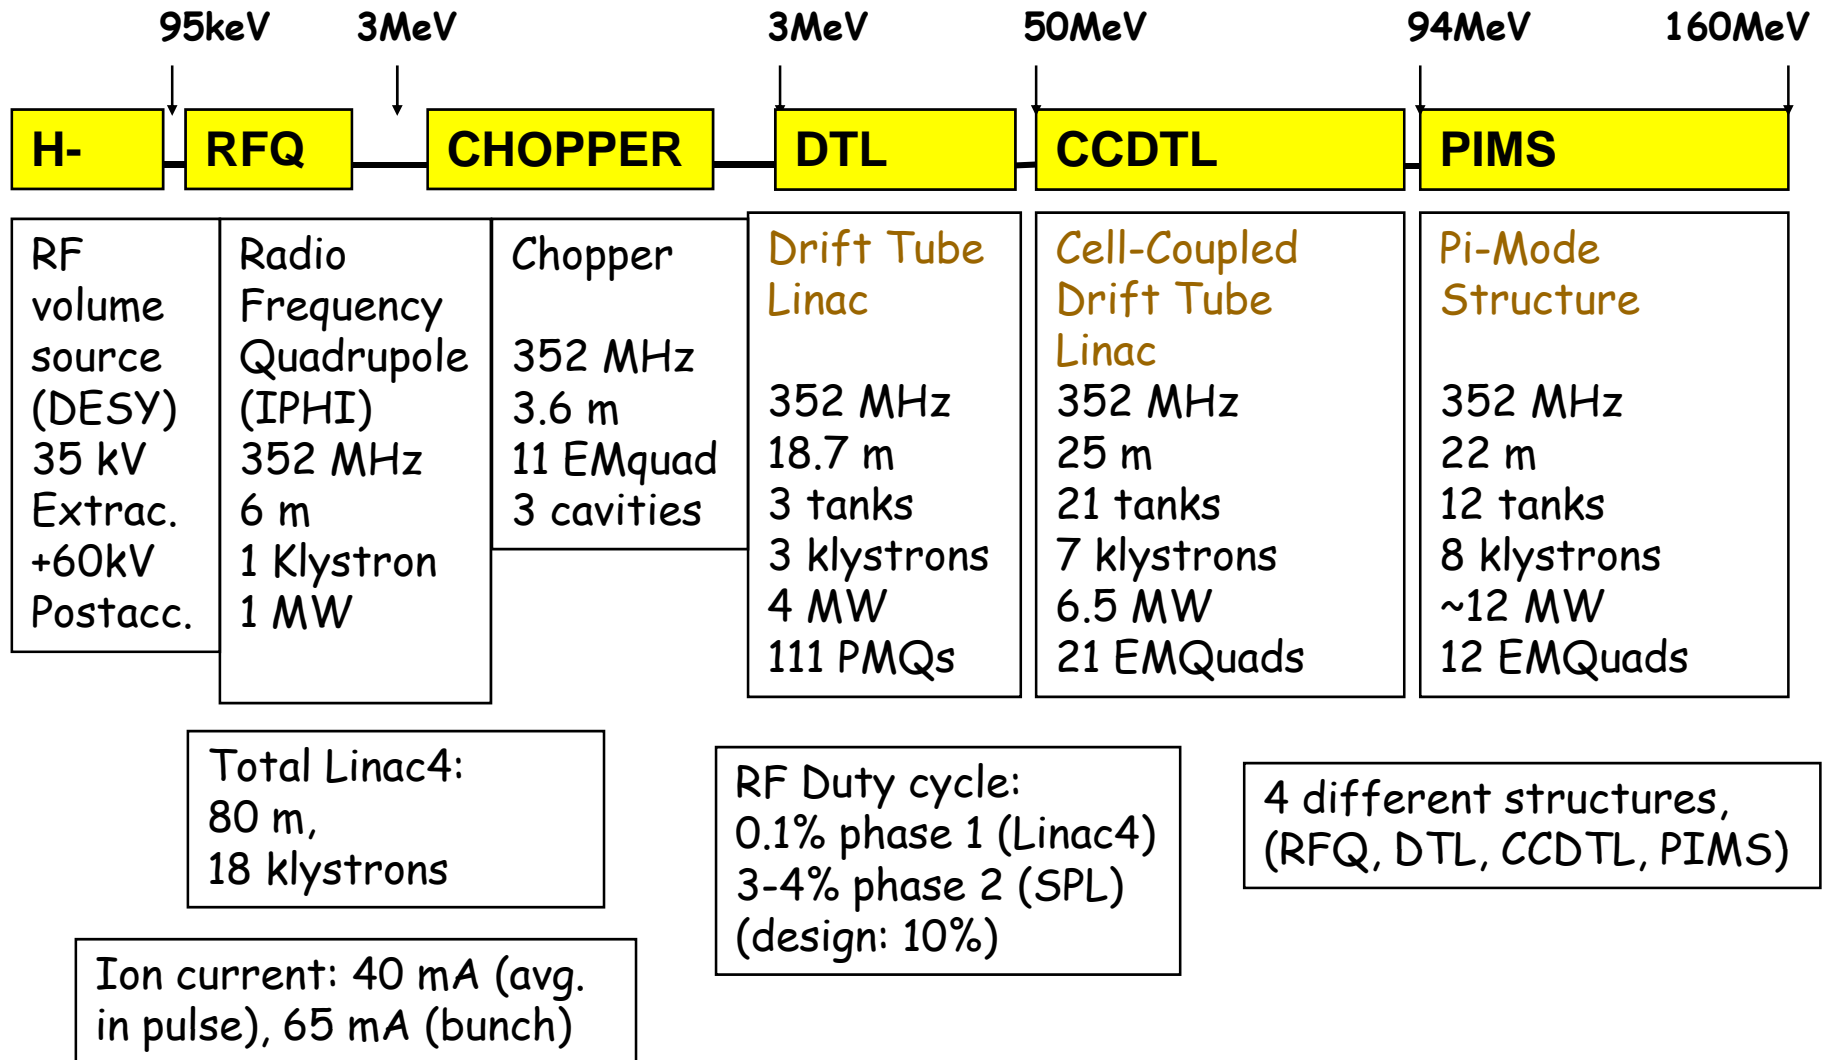 95keV
3MeV
3MeV
50MeV
94MeV
160MeV
H-
RFQ
CHOPPER
DTL
CCDTL
PIMS
RF
volume
source
(DESY)
35 kV
Extrac.
+60kV
Postacc.
Radio
Frequency
Quadrupole
(IPHI)
352 MHz
6 m
1 Klystron
1 MW
Chopper
352 MHz
3.6 m
11 EMquad
3 cavities
Drift Tube
Linac
352 MHz
18.7 m
3 tanks
3 klystrons
4 MW
111 PMQs
Cell-Coupled
Drift Tube
Linac
352 MHz
25 m
21 tanks
7 klystrons
6.5 MW
21 EMQuads
Pi-Mode
Structure
352 MHz
22 m
12 tanks
8 klystrons
~12 MW
12 EMQuads
Total Linac4:
80 m,
18 klystrons
RF Duty cycle:
0.1% phase 1 (Linac4)
3-4% phase 2 (SPL)
(design: 10%)
4 different structures,
(RFQ, DTL, CCDTL, PIMS)
Ion current: 40 mA (avg.
in pulse), 65 mA (bunch)